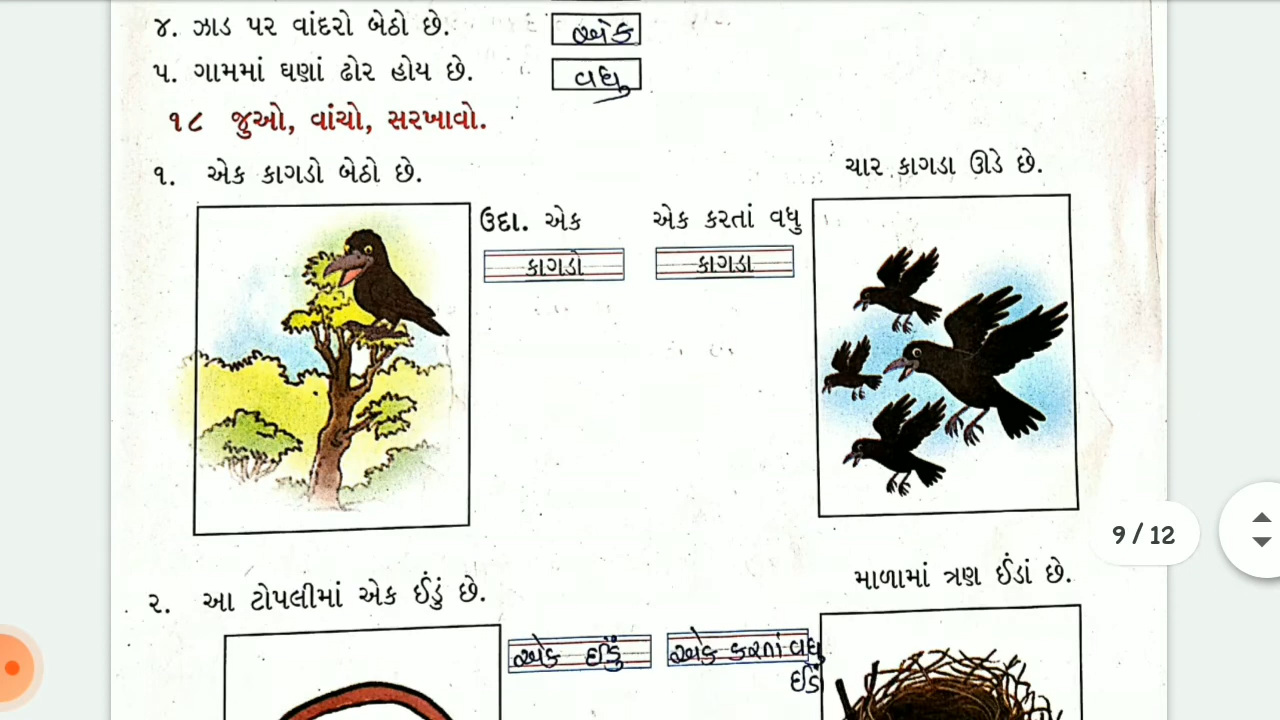 ૪. ઝાડ પર વાંદરો બેઠો છે. એક
૫. ગામમાં ઘણાં ઢોર હોય છે. વધુ
૧૮ જુઓ, વાંચો, સરખાવો.
૧. એક કાગડો બેઠો છે. ચાર કાગડા ઊડે છે.
ઉદા. એક એક કરતાં વધુ
કાગડો કાગડા
9 / 12
૨. આ ટોપલીમાં એક ઈંડું છે. માળામાં ત્રણ ઈંડાં છે.
એક ઈંડું એક કરતાં વધુ